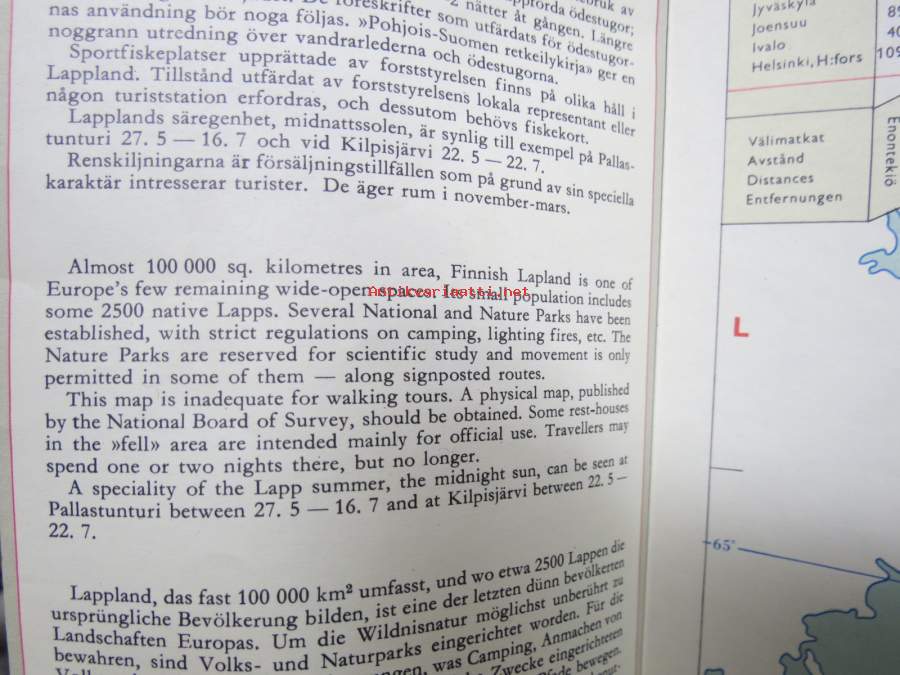 nas användning bör noga följas. »Pohjois-Suomen retkeilykirja» ger en
noggrann utredning över vandrarlederna och ödestugorna.
Sportfiskeplatser upprättade av forststyrelsen finns på olika håll i
Lappland. Tillstånd utfärdat av forststyrelsens lokala representant eller
någon turiststation erfordras, och dessutom behövs fiskekort.
Lapplands säregenhet, midnattssolen, är synlig till exempel på Pallas-
tunturi 27. 5 — 16. 7 och vid Kilpisjärvi 22. 5 — 22. 7.
Renskiljningarna är försäljningstillfällen som på grund av sin speciella
karaktär intresserar turister. De äger rum i november-mars.
Almost 100 000 sq. kilometres in area, Finnish Lapland is one of
Europe's few remaining wide-open spaces. Its small population includes
some 2500 native Lapps. Several National and Nature Parks have been
established, with strict regulations on camping, lighting fires, etc. The
Nature Parks are reserved for scientific study and movement is only
permitted in some of them — along signposted routes.
This map is inadequate for walking tours. A physical map, published
by the National Board of Survey, should be obtained. Some rest-houses
in the »fell» area are intended mainly for official use. Travellers may
spend one or two nights there, but no longer.
A speciality of the Lapp summer, the midnight sun, can be seen at
Pallastunturi between 27. 5 — 16. 7 and at Kilpisjärvi between 22. 5 —
22. 7.
Lappland, das fast 100 000 km² umfasst, und wo etwa 2500 Lappen die
ursprüngliche Bevölkerung bilden, ist eine der letzten dünn bevölkerten
Landschaften Europas. Um die Wildnisnatur möglichst unberührt zu
bewahren, sind Volks- und Naturparks eingerichtet worden. Für die
was Camping, Anmachen von
Zwecke eingerichteten
bewegen.
Antikvariaatti.net
Jyväskylä
Joensuu
Ivalo
Helsinki, H:fors
109
Välimatkat
Avstånd
Distances
Entfernungen
Enontekiö
L
65°